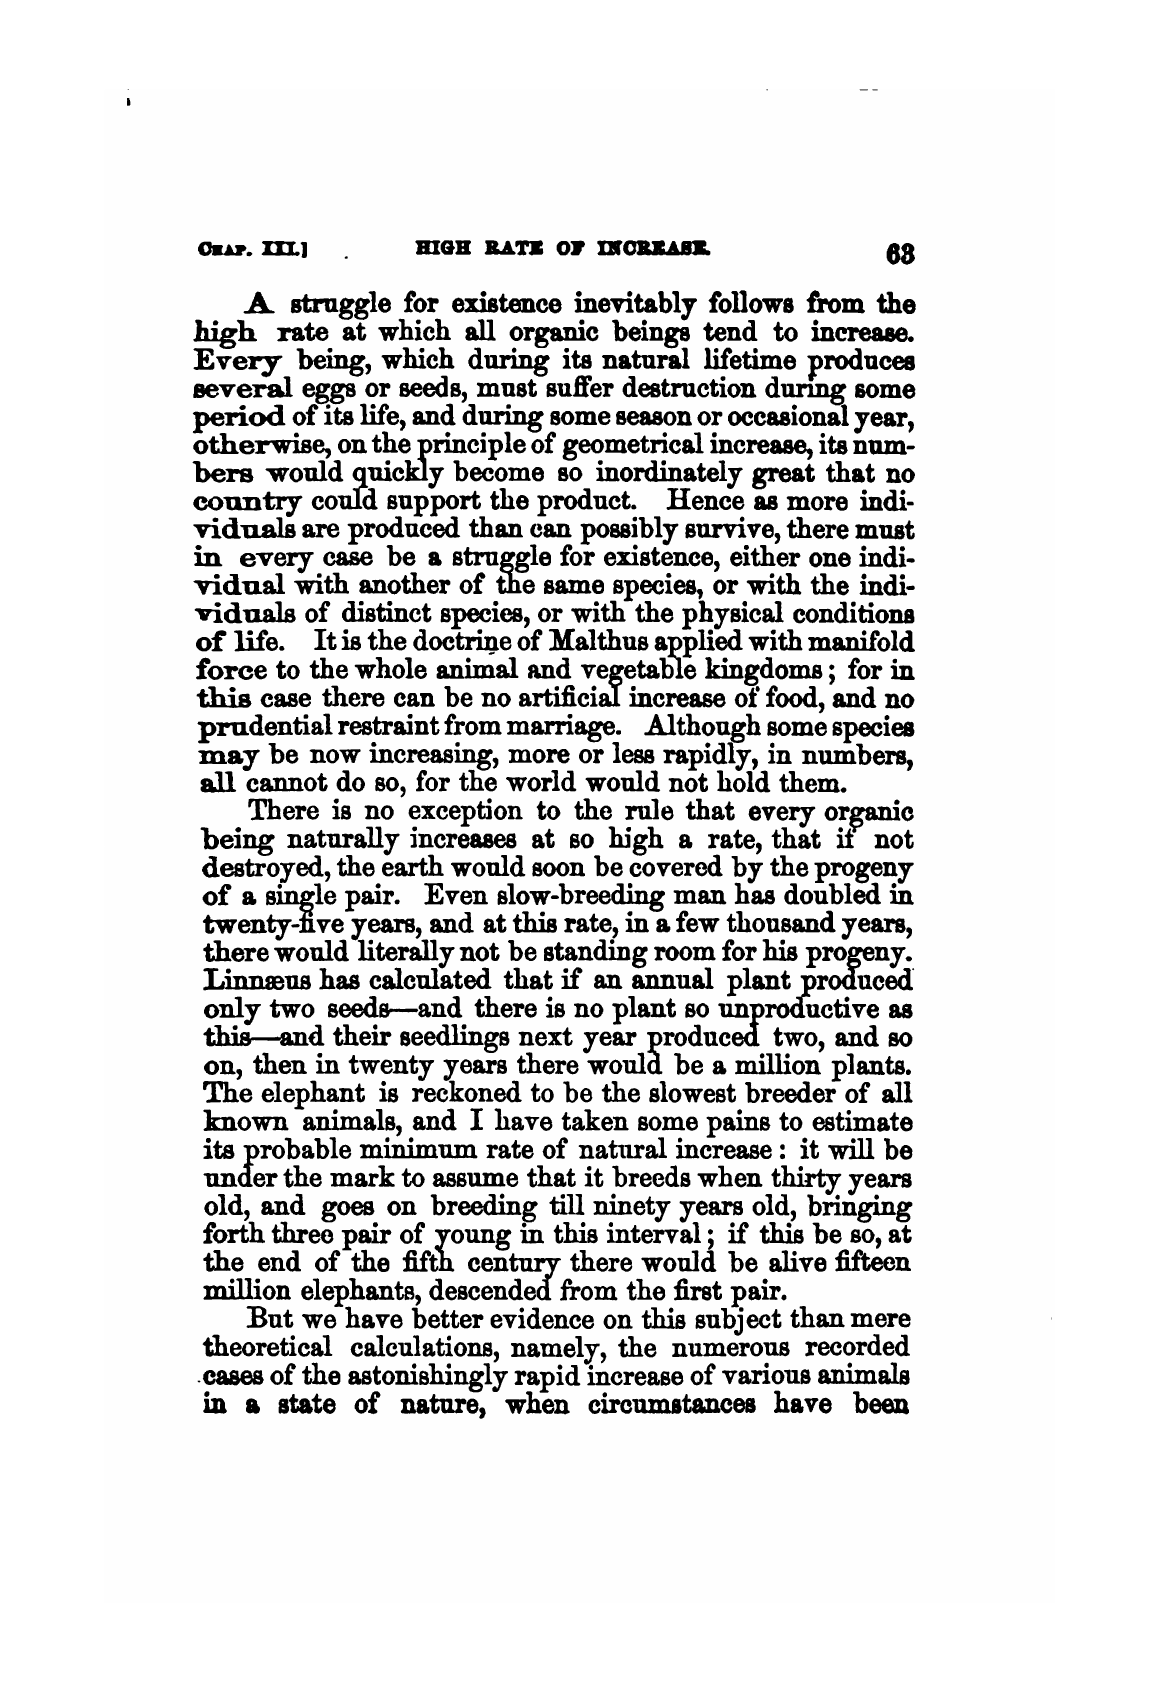 CHAP. III.] HIGH RATE OF INCREASE. 63
A struggle for existence inevitably follows from the
high rate at which all organic beings tend to increase.
Every being, which during its natural lifetime produces
several eggs or seeds, must suffer destruction during some
period of its life, and during some season or occasional year,
otherwise, on the principle of geometrical increase, its num-
bers would quickly become so inordinately great that no
country could support the product. Hence as more indi-
viduals are produced than can possibly survive, there must
in every case be a struggle for existence, either one indi-
vidual with another of the same species, or with the indi-
viduals of distinct species, or with the physical conditions
of life. It is the doctrine of Malthus applied with manifold
force to the whole animal and vegetable kingdoms; for in
this case there can be no artificial increase of food, and no
prudential restraint from marriage. Although some species
may be now increasing, more or less rapidly, in numbers,
all cannot do so, for the world would not hold them.
There is no exception to the rule that every organic
being naturally increases at so high a rate, that if not
destroyed, the earth would soon be covered by the progeny
of a single pair. Even slow-breeding man has doubled in
twenty-five years, and at this rate, in a few thousand years,
there would literally not be standing room for his progeny.
Linnæus has calculated that if an annual plant produced
only two seeds—and there is no plant so unproductive as
this—and their seedlings next year produced two, and so
on, then in twenty years there would be a million plants.
The elephant is reckoned to be the slowest breeder of all
known animals, and I have taken some pains to estimate
its probable minimum rate of natural increase: it will be
under the mark to assume that it breeds when thirty years
old, and goes on breeding till ninety years old, bringing
forth three pair of young in this interval; if this be so, at
the end of the fifth century there would be alive fifteen
million elephants, descended from the first pair.
But we have better evidence on this subject than mere
theoretical calculations, namely, the numerous recorded
cases of the astonishingly rapid increase of various animals
in a state of nature, when circumstances have been